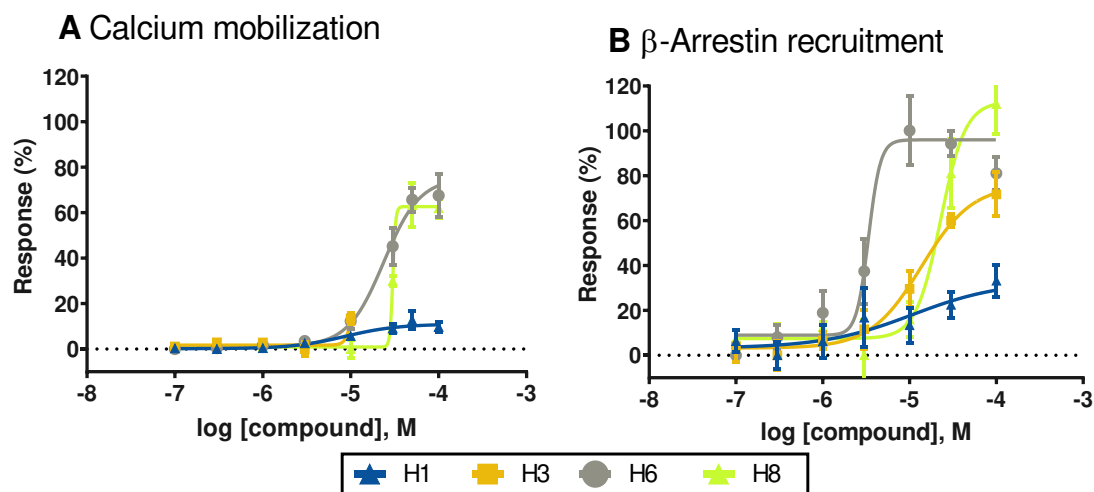 A Calcium mobilization
120
100
80
60
40
20
0
Response (%)
-8 -7 -6 -5 -4 -3
log [compound], M
B β-Arrestin recruitment
120
100
80
60
40
20
0
Response (%)
-8 -7 -6 -5 -4 -3
log [compound], M
H1 H3 H6 H8